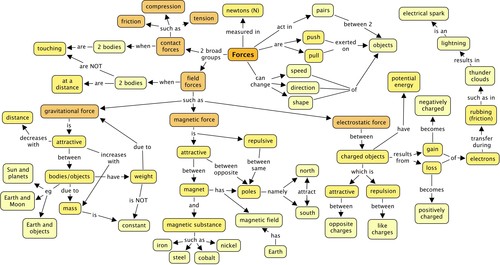 compression
friction
such as
tension
contact
forces
when
2 bodies
are
touching
are NOT
at a
distance
are
2 bodies
when
2 broad
groups
field
forces
newtons (N)
measured in
Forces
act in
pairs
between 2
objects
are
push
pull
exerted
on
can
change
speed
direction
shape
of
electrical spark
is an
lightning
results in
thunder
clouds
such as in
rubbing
(friction)
transfer
during
electrons
of
such as
gravitational force
is
attractive
distance
decreases
with
increases
with
between
bodies/objects
have
weight
due to
due to
mass
is
constant
is NOT
eg
Sun and
planets
Earth and
Moon
Earth and
objects
magnetic force
is
attractive
repulsive
between
between
opposite
between
same
magnet
has
poles
namely
north
attract
south
and
magnetic substance
such as
iron
steel
cobalt
nickel
magnetic field
has
Earth
electrostatic force
between
charged objects
have
potential
energy
results
from
gain
loss
becomes
negatively
charged
becomes
positively
charged
which is
attractive
repulsion
between
between
opposite
charges
like
charges